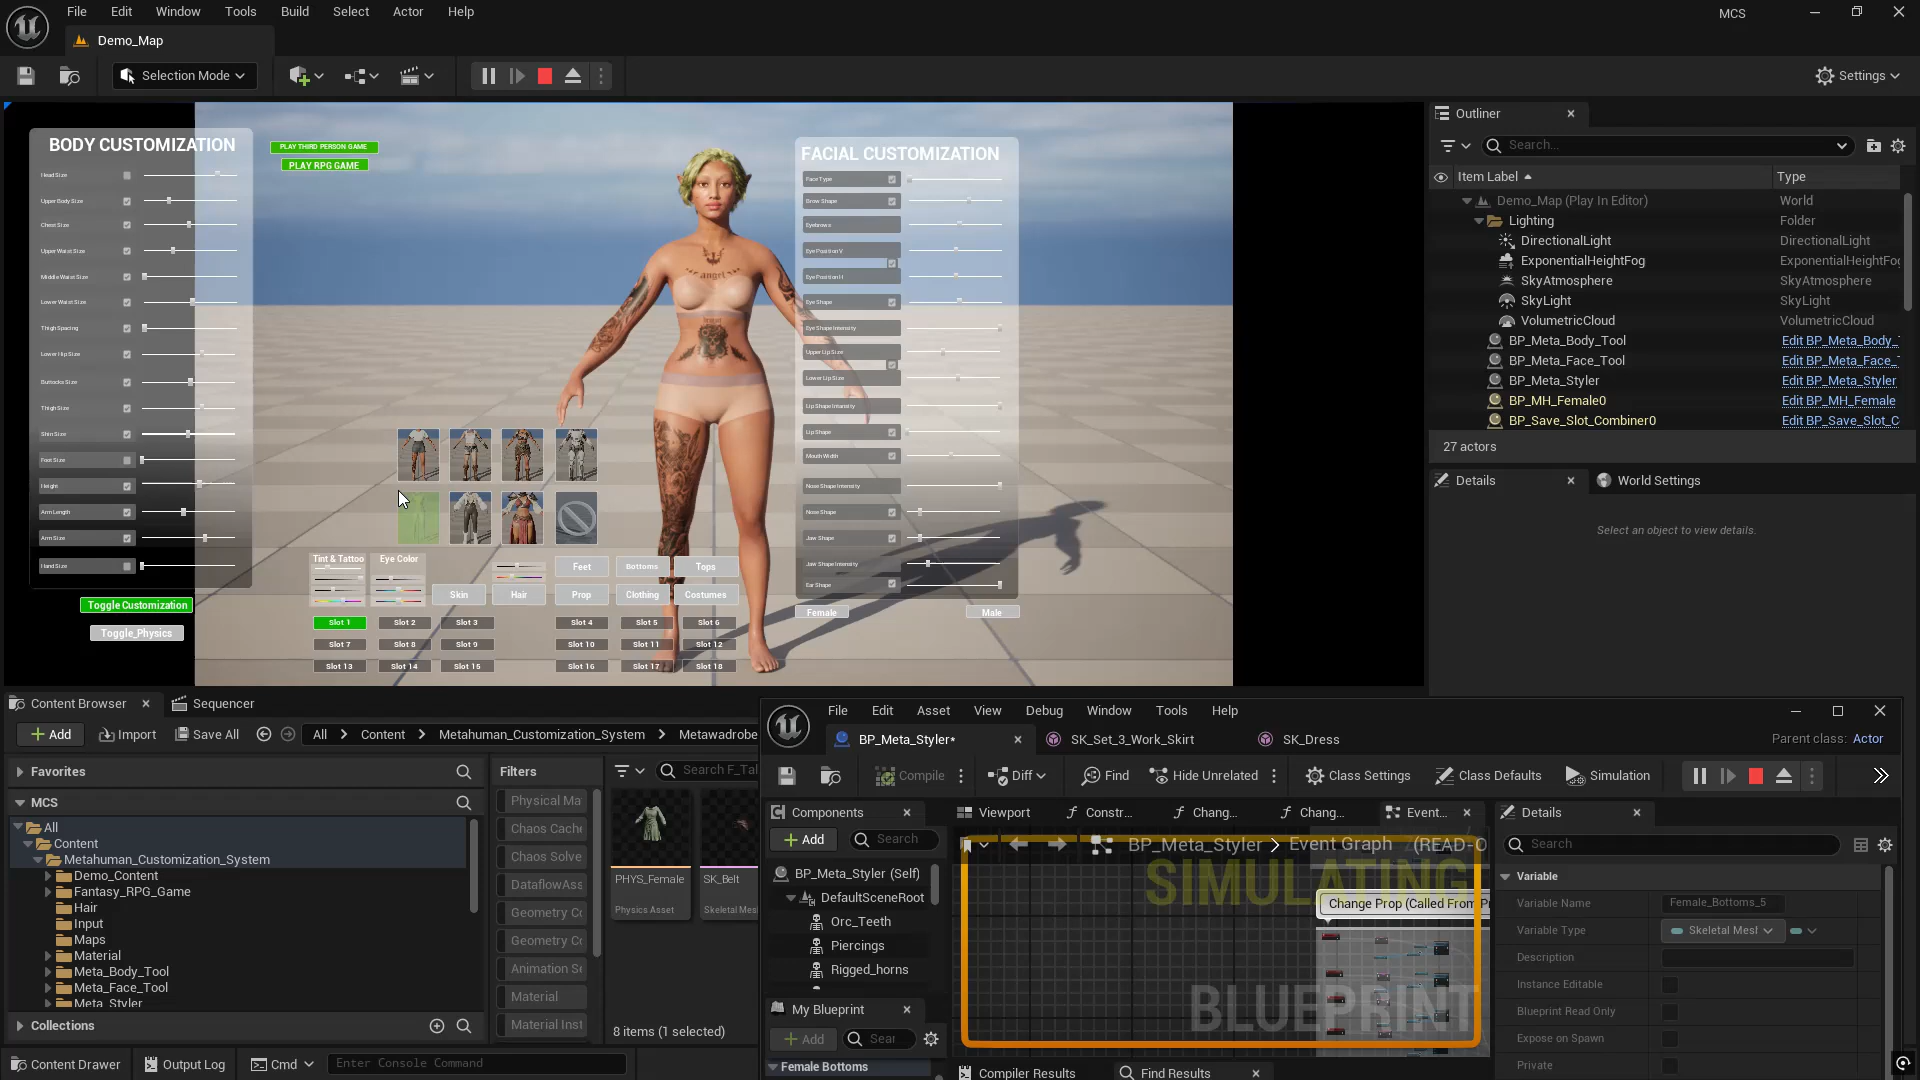 File Edit Window Tools Build Select Actor Help
MCS
Demo_Map
Selection Mode
Settings
BODY CUSTOMIZATION
Head Size
Upper Body Size
Chest Size
Upper Waist Size
Middle Waist Size
Lower Waist Size
Thigh Spacing
Lower Hip Size
Buttocks Size
Thigh Size
Shin Size
Foot Size
Height
Arm Length
Arm Size
Hand Size
Toggle Customization
Toggle_Physics
PLAY THIRD PERSON GAME
PLAY RPG GAME
angel
FACIAL CUSTOMIZATION
Face Type
Brow Shape
Eyebrows
Eye Position V
Eye Position H
Eye Shape
Eye Shape Intensity
Upper Lip Size
Lower Lip Size
Lip Shape Intensity
Lip Shape
Mouth Width
Nose Shape Intensity
Nose Shape
Jaw Shape
Jaw Shape Intensity
Ear Shape
Female Male
Tint & Tattoo Eye Color
Feet Bottoms Tops
Skin Hair Prop Clothing Costumes
Slot 1 Slot 2 Slot 3 Slot 4 Slot 5 Slot 6
Slot 7 Slot 8 Slot 9 Slot 10 Slot 11 Slot 12
Slot 13 Slot 14 Slot 15 Slot 16 Slot 17 Slot 18
Outliner
Search...
Item Label Type
Demo_Map (Play In Editor) World
Lighting Folder
DirectionalLight DirectionalLight
ExponentialHeightFog ExponentialHeightFog
SkyAtmosphere SkyAtmosphere
SkyLight SkyLight
VolumetricCloud VolumetricCloud
BP_Meta_Body_Tool Edit BP_Meta_Body_
BP_Meta_Face_Tool Edit BP_Meta_Face_
BP_Meta_Styler Edit BP_Meta_Styler
BP_MH_Female0 Edit BP_MH_Female
BP_Save_Slot_Combiner0 Edit BP_Save_Slot_C
27 actors
Details World Settings
Select an object to view details.
Content Browser Sequencer
Add Import Save All All Content Metahuman_Customization_System Metawadrobe
Favorites
MCS
All
Content
Metahuman_Customization_System
Demo_Content
Fantasy_RPG_Game
Hair
Input
Maps
Material
Meta_Body_Tool
Meta_Face_Tool
Meta_Styler
Collections
Filters
Physical Ma
Chaos Cache
Chaos Solve
DataflowAss
Geometry Co
Geometry Co
Animation Se
Material
Material Inst
Search F_Tal
PHYS_Female SK_Belt
Physics Asset Skeletal Mesh
8 items (1 selected)
Content Drawer Output Log Cmd Enter Console Command
File Edit Asset View Debug Window Tools Help
BP_Meta_Styler* SK_Set_3_Work_Skirt SK_Dress
Parent class: Actor
Compile Diff Find Hide Unrelated Class Settings Class Defaults Simulation
Components
Add Search
BP_Meta_Styler (Self)
DefaultSceneRoot
Orc_Teeth
Piercings
Rigged_horns
My Blueprint
Add Sear
Female Bottoms
Viewport Constr... Chang... Chang... Event...
BP_Meta_Styler > Event Graph (READ-O
SIMULATING
Change Prop (Called From P
BLUEPRINT
Compiler Results Find Results
Details
Search
Variable
Variable Name Female_Bottoms_5
Variable Type Skeletal Mesl
Description
Instance Editable
Blueprint Read Only
Expose on Spawn
Private